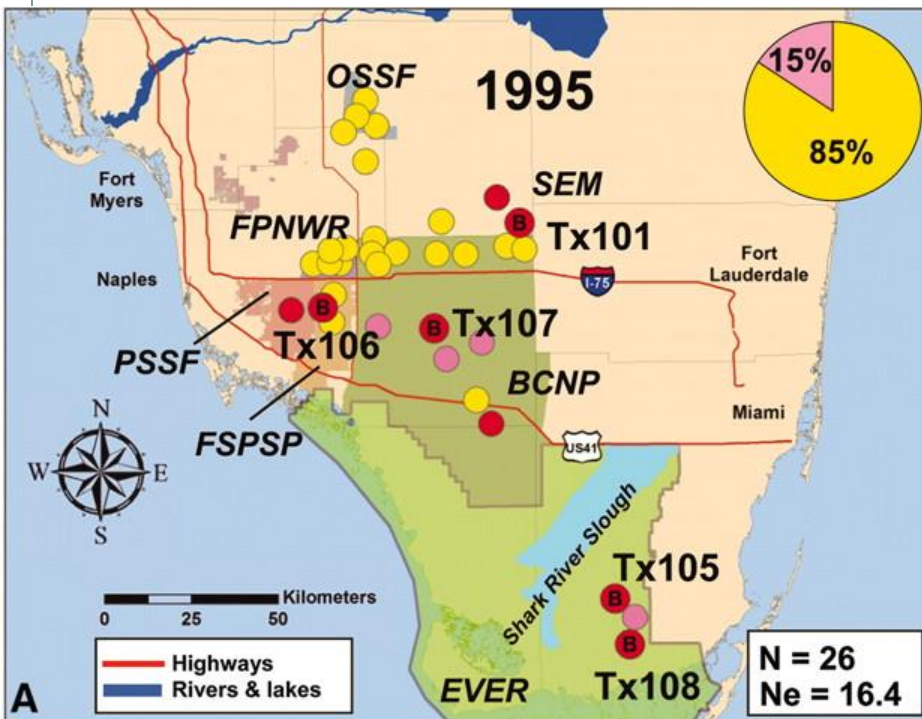 OSSF
1995
15%
85%
Fort
Myers
SEM
FPNWR
B
Tx101
Fort
Lauderdale
Naples
I-75
B
Tx106
B
Tx107
PSSF
BCNP
Miami
FSPSP
US41
N
W
E
S
Shark River Slough
Tx105
B
Kilometers
0
25
50
B
Tx108
Highways
Rivers & lakes
EVER
N = 26
Ne = 16.4
A